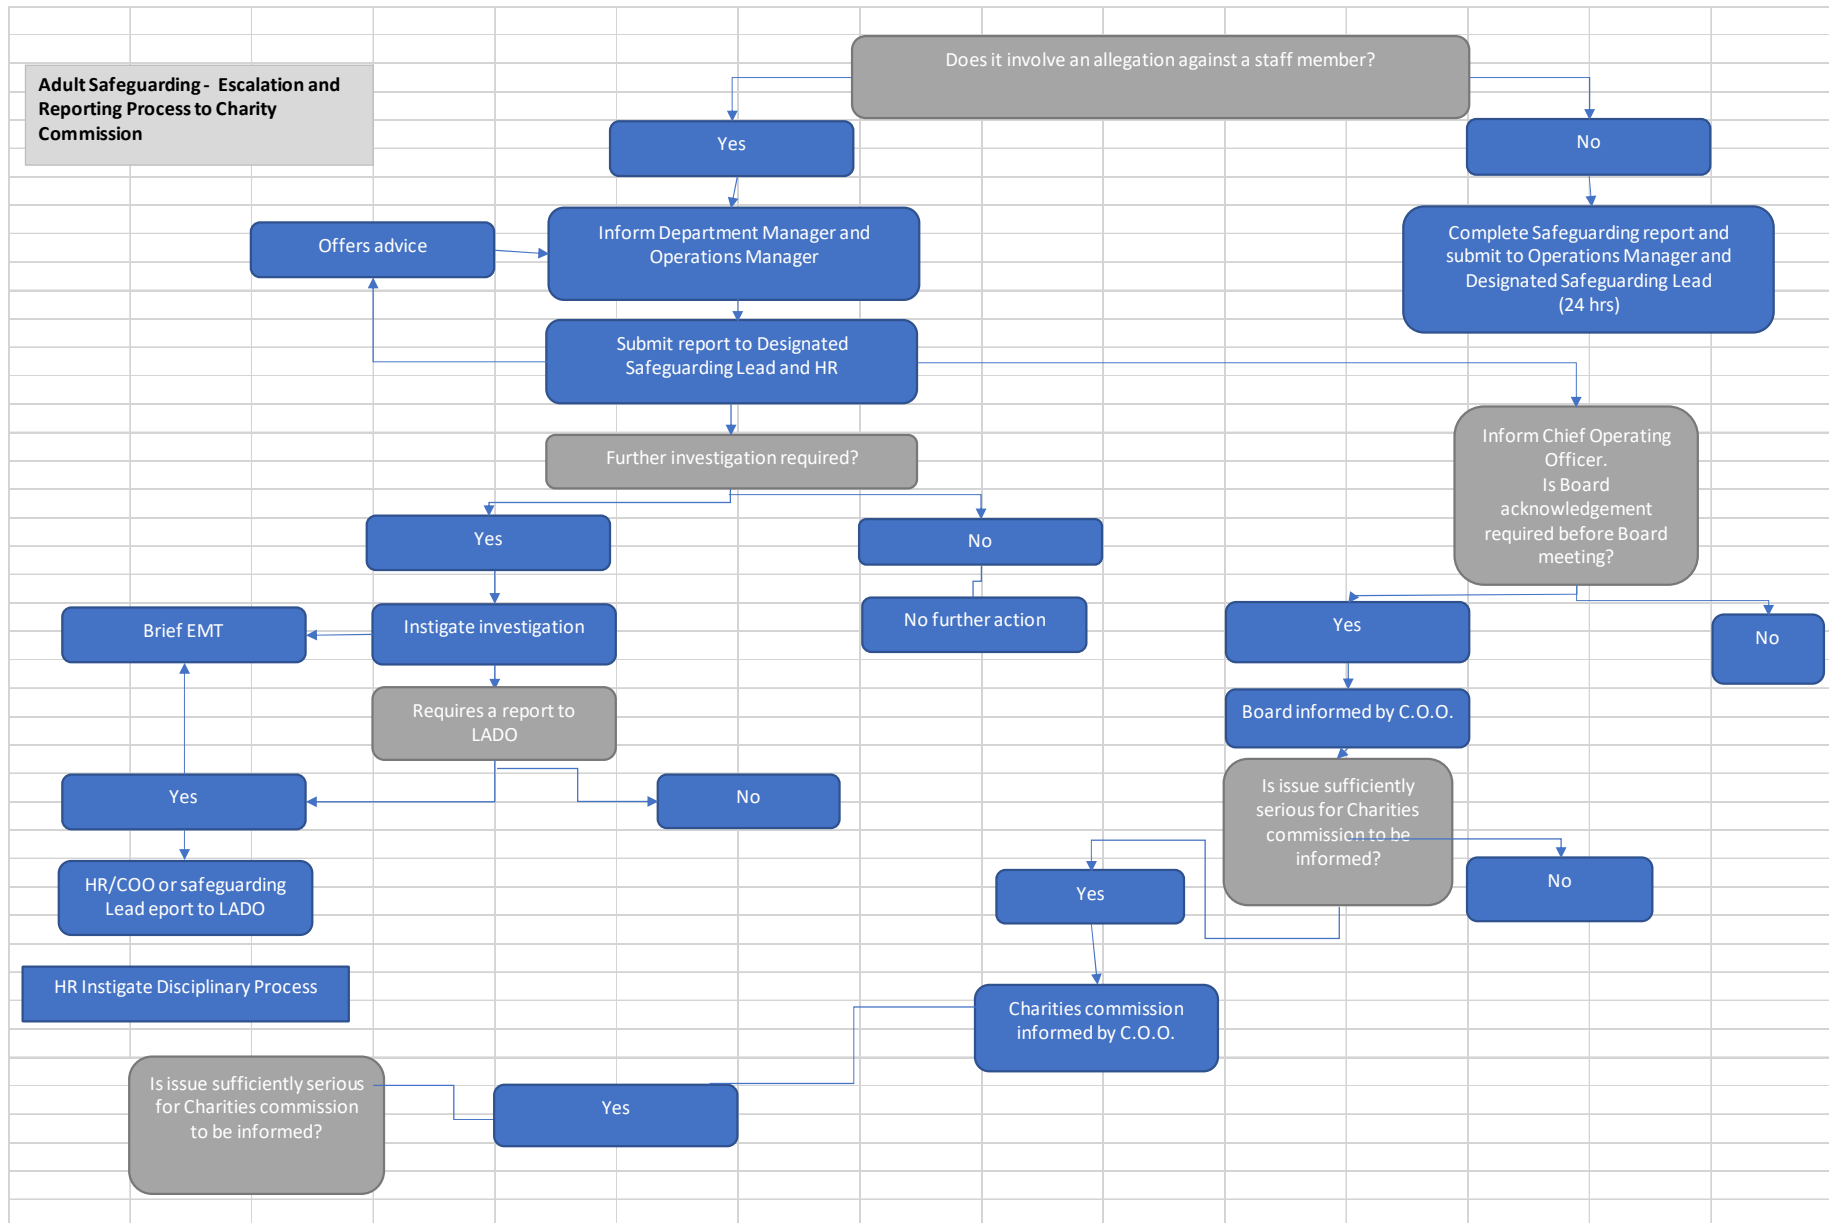 Adult Safeguarding - Escalation and
Reporting Process to Charity
Commission
Does it involve an allegation against a staff member?
Yes
No
Offers advice
Inform Department Manager and
Operations Manager
Complete Safeguarding report and
submit to Operations Manager and
Designated Safeguarding Lead
(24 hrs)
Submit report to Designated
Safeguarding Lead and HR
Further investigation required?
Inform Chief Operating
Officer.
Is Board
acknowledgement
required before Board
meeting?
Yes
No
Brief EMT
Instigate investigation
No further action
Yes
No
Requires a report to
LADO
Board informed by C.O.O.
Yes
No
Is issue sufficiently
serious for Charities
commission to be
informed?
HR/COO or safeguarding
Lead eport to LADO
Yes
No
HR Instigate Disciplinary Process
Charities commission
informed by C.O.O.
Is issue sufficiently serious
for Charities commission
to be informed?
Yes